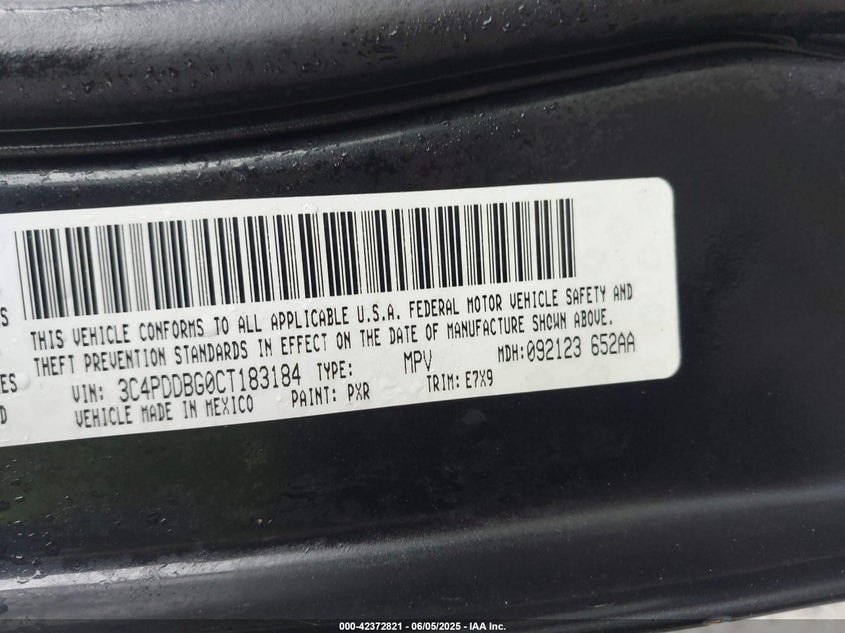 S
THIS VEHICLE CONFORMS TO ALL APPLICABLE U.S.A. FEDERAL MOTOR VEHICLE SAFETY AND
THEFT PREVENTION STANDARDS IN EFFECT ON THE DATE OF MANUFACTURE SHOWN ABOVE.
ES
VIN: 3C4PDDBG0CT183184 TYPE: MPV MDH:092123 652AA
D
VEHICLE MADE IN MEXICO PAINT: PXR TRIM: E7X9
000-42372821 - 06/05/2025 - IAA Inc.